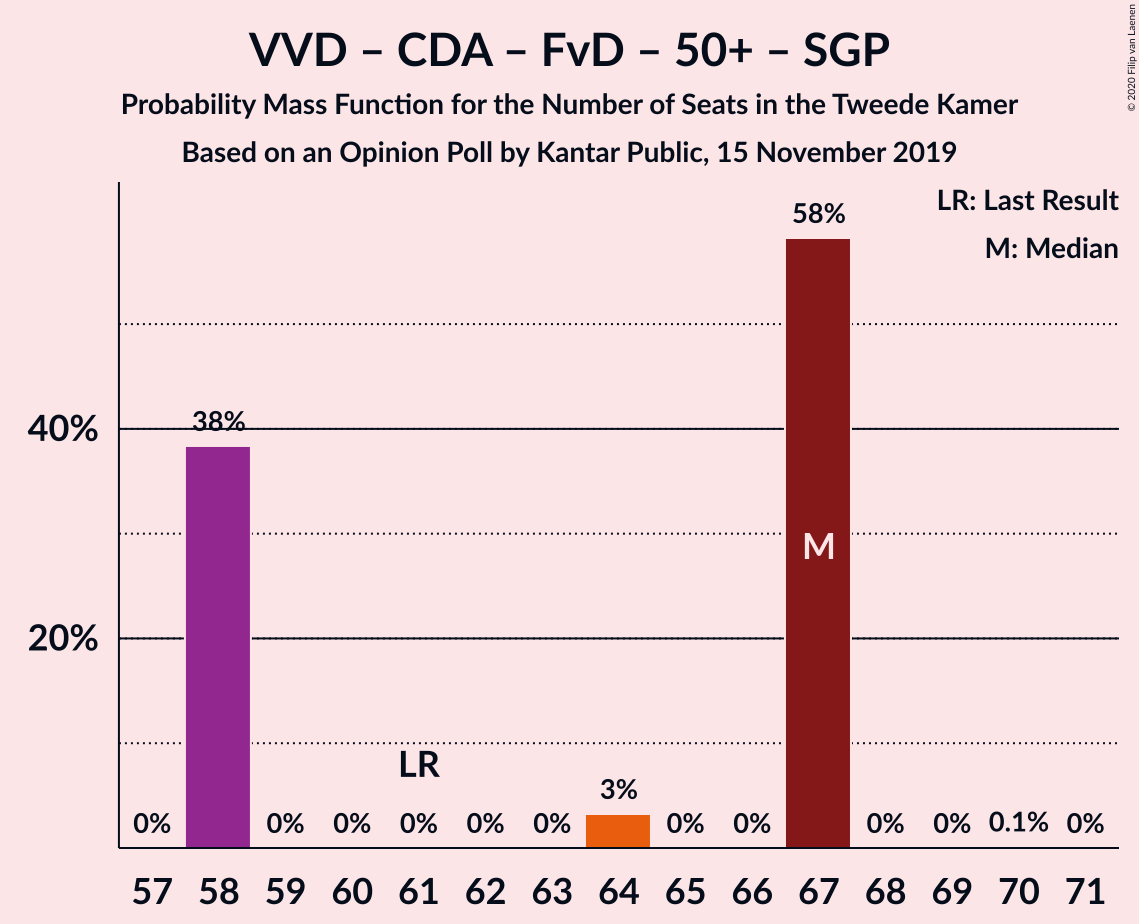 VVD – CDA – FvD – 50+ – SGP
Probability Mass Function for the Number of Seats in the Tweede Kamer
Based on an Opinion Poll by Kantar Public, 15 November 2019
© 2020 Filip van Laenen
LR: Last Result
M: Median
58%
40%
38%
M
20%
LR
3%
0% 0% 0% 0% 0% 0% 0% 0% 0% 0% 0.1% 0%
57 58 59 60 61 62 63 64 65 66 67 68 69 70 71